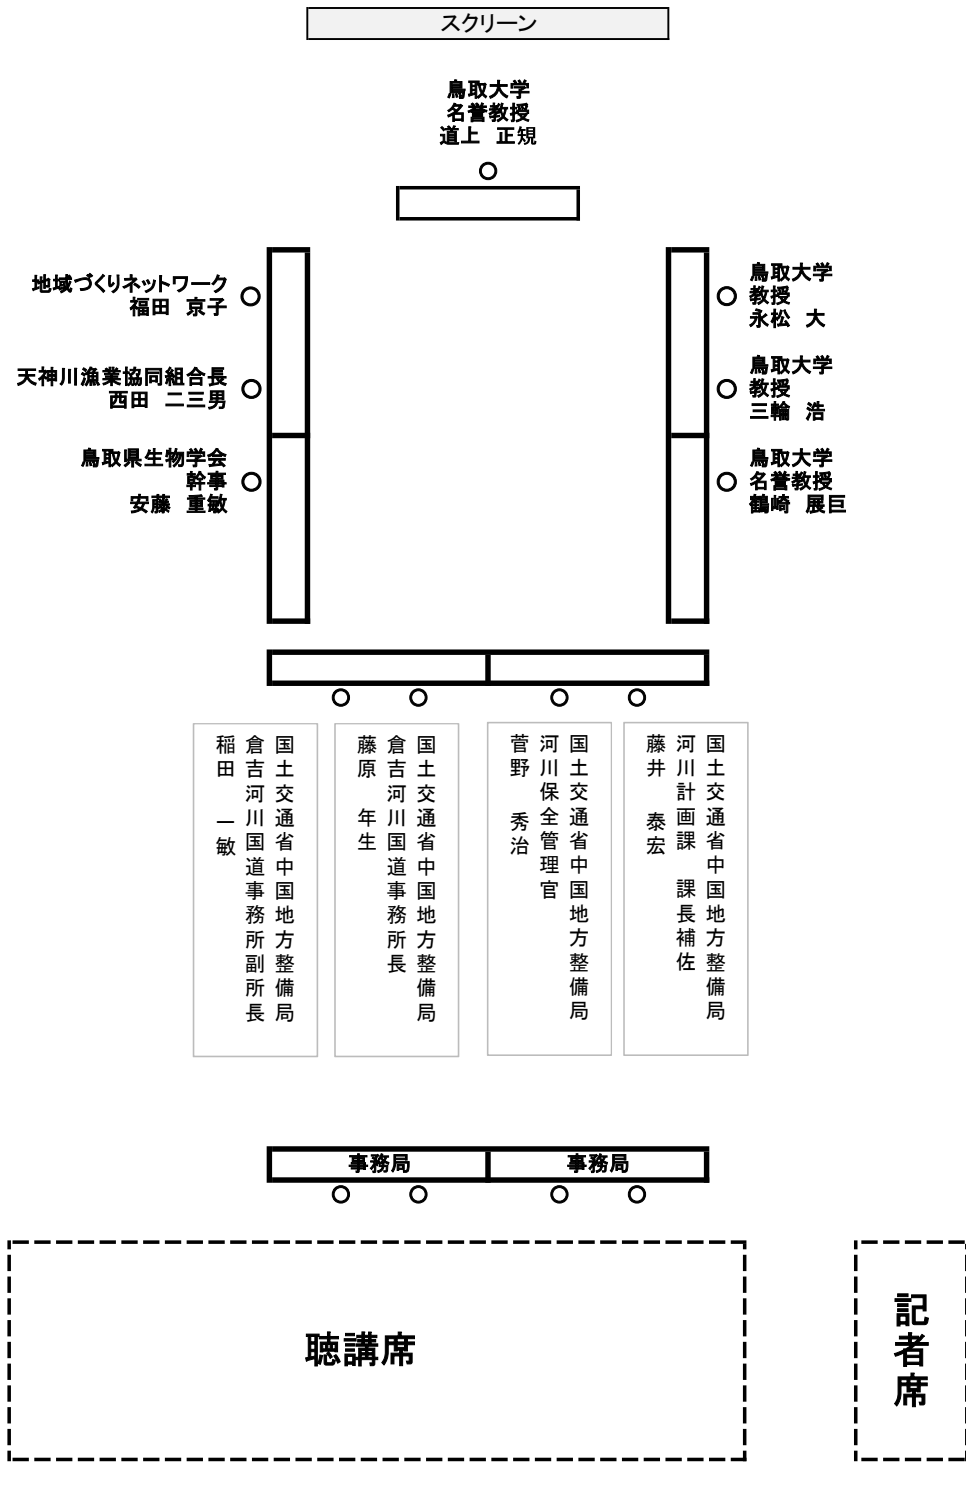 スクリーン
鳥取大学
名誉教授
道上　正規
地域づくりネットワーク
福田　京子
天神川漁業協同組合長
西田　二三男
鳥取県生物学会
幹事
安藤　重敏
鳥取大学
教授
永松　大
鳥取大学
教授
三輪　浩
鳥取大学
名誉教授
鶴崎　展巨
国土交通省中国地方整備局
河川計画課　課長補佐
藤井　泰宏
国土交通省中国地方整備局
河川保全管理官
菅野　秀治
国土交通省中国地方整備局
倉吉河川国道事務所長
藤原　年生
国土交通省中国地方整備局
倉吉河川国道事務所副所長
稲田　一敏
事務局
事務局
聴講席
記者席